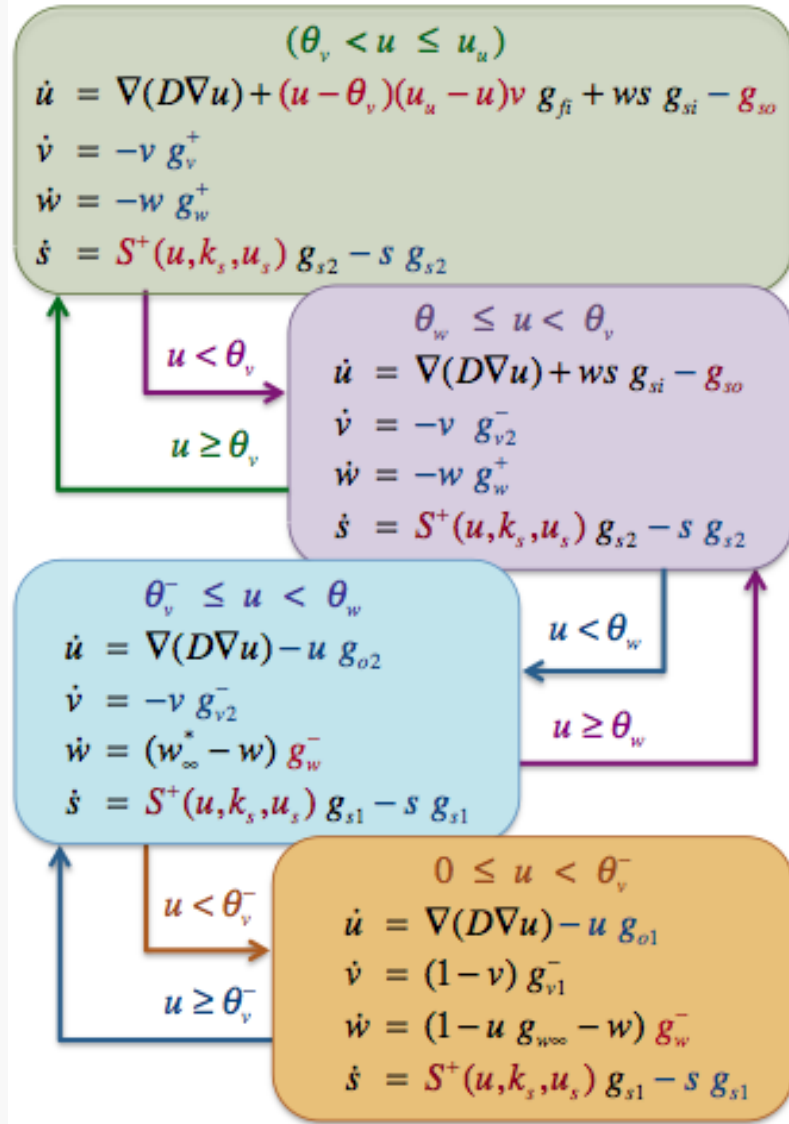 (θ_v < u ≤ u_u)
u̇ = ∇(D∇u) + (u − θ_v)(u_u − u)v g_fi + ws g_si − g_so
v̇ = −v g_v^+
ẇ = −w g_w^+
ṡ = S^+(u,k_s,u_s) g_s2 − s g_s2
u < θ_v
u ≥ θ_v
θ_w ≤ u < θ_v
u̇ = ∇(D∇u) + ws g_si − g_so
v̇ = −v g_v2^−
ẇ = −w g_w^+
ṡ = S^+(u,k_s,u_s) g_s2 − s g_s2
u < θ_w
u ≥ θ_w
θ_v^− ≤ u < θ_w
u̇ = ∇(D∇u) − u g_o2
v̇ = −v g_v2^−
ẇ = (w_∞^* − w) g_w^−
ṡ = S^+(u,k_s,u_s) g_s1 − s g_s1
u < θ_v^−
u ≥ θ_v^−
0 ≤ u < θ_v^−
u̇ = ∇(D∇u) − u g_o1
v̇ = (1 − v) g_v1^−
ẇ = (1 − u g_w∞ − w) g_w^−
ṡ = S^+(u,k_s,u_s) g_s1 − s g_s1